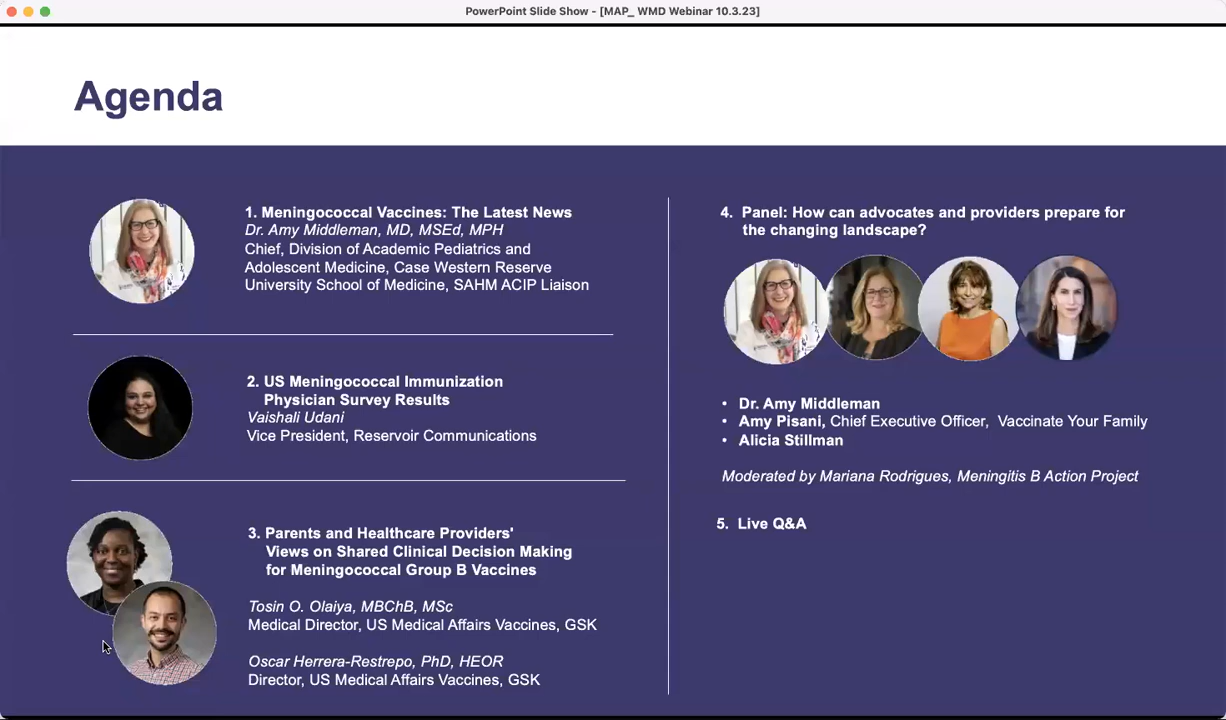 PowerPoint Slide Show - [MAP_ WMD Webinar 10.3.23]
Agenda
1. Meningococcal Vaccines: The Latest News
Dr. Amy Middleman, MD, MSEd, MPH
Chief, Division of Academic Pediatrics and
Adolescent Medicine, Case Western Reserve
University School of Medicine, SAHM ACIP Liaison
2. US Meningococcal Immunization
Physician Survey Results
Vaishali Udani
Vice President, Reservoir Communications
3. Parents and Healthcare Providers'
Views on Shared Clinical Decision Making
for Meningococcal Group B Vaccines
Tosin O. Olaiya, MBChB, MSc
Medical Director, US Medical Affairs Vaccines, GSK
Oscar Herrera-Restrepo, PhD, HEOR
Director, US Medical Affairs Vaccines, GSK
4. Panel: How can advocates and providers prepare for
the changing landscape?
• Dr. Amy Middleman
• Amy Pisani, Chief Executive Officer, Vaccinate Your Family
• Alicia Stillman
Moderated by Mariana Rodrigues, Meningitis B Action Project
5. Live Q&A